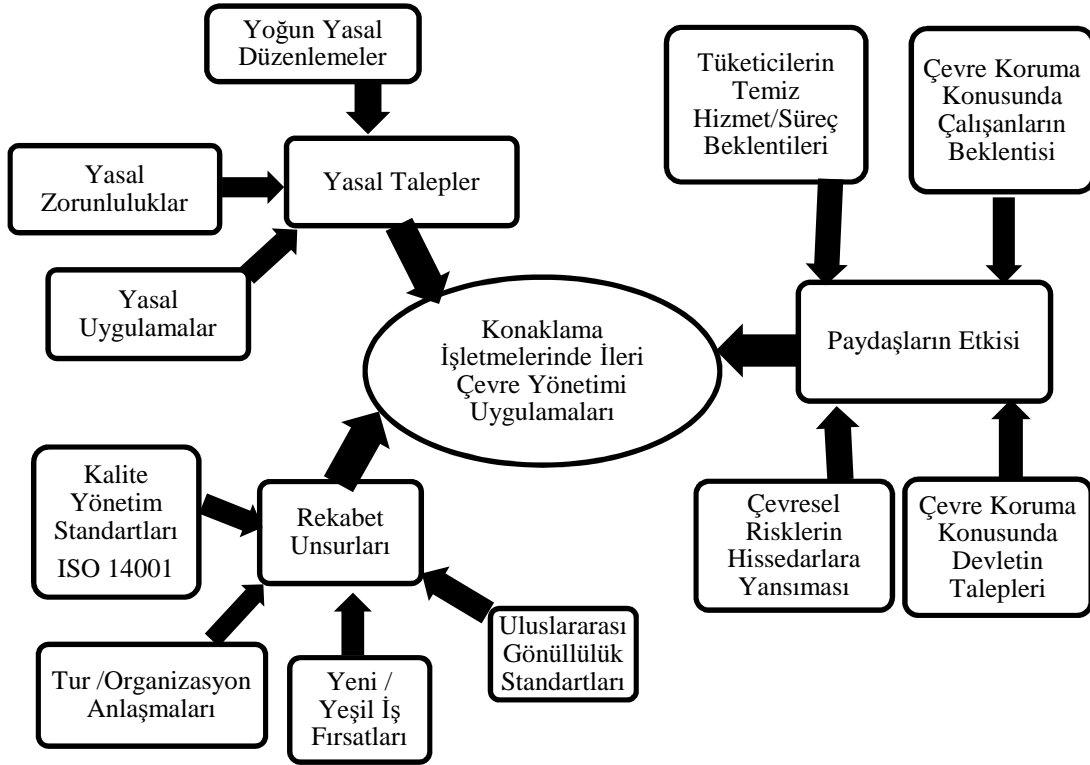 Yoğun Yasal
Düzenlemeler
Tüketicilerin
Temiz
Hizmet/Süreç
Beklentileri
Çevre Koruma
Konusunda
Çalışanların
Beklentisi
Yasal
Zorunluluklar
Yasal Talepler
Yasal
Uygulamalar
Konaklama
İşletmelerinde İleri
Çevre Yönetimi
Uygulamaları
Paydaşların Etkisi
Kalite
Yönetim
Standartları
ISO 14001
Rekabet
Unsurları
Çevresel
Risklerin
Hissedarlara
Yansıması
Çevre Koruma
Konusunda
Devletin
Talepleri
Tur /Organizasyon
Anlaşmaları
Yeni /
Yeşil İş
Fırsatları
Uluslararası
Gönüllülük
Standartları